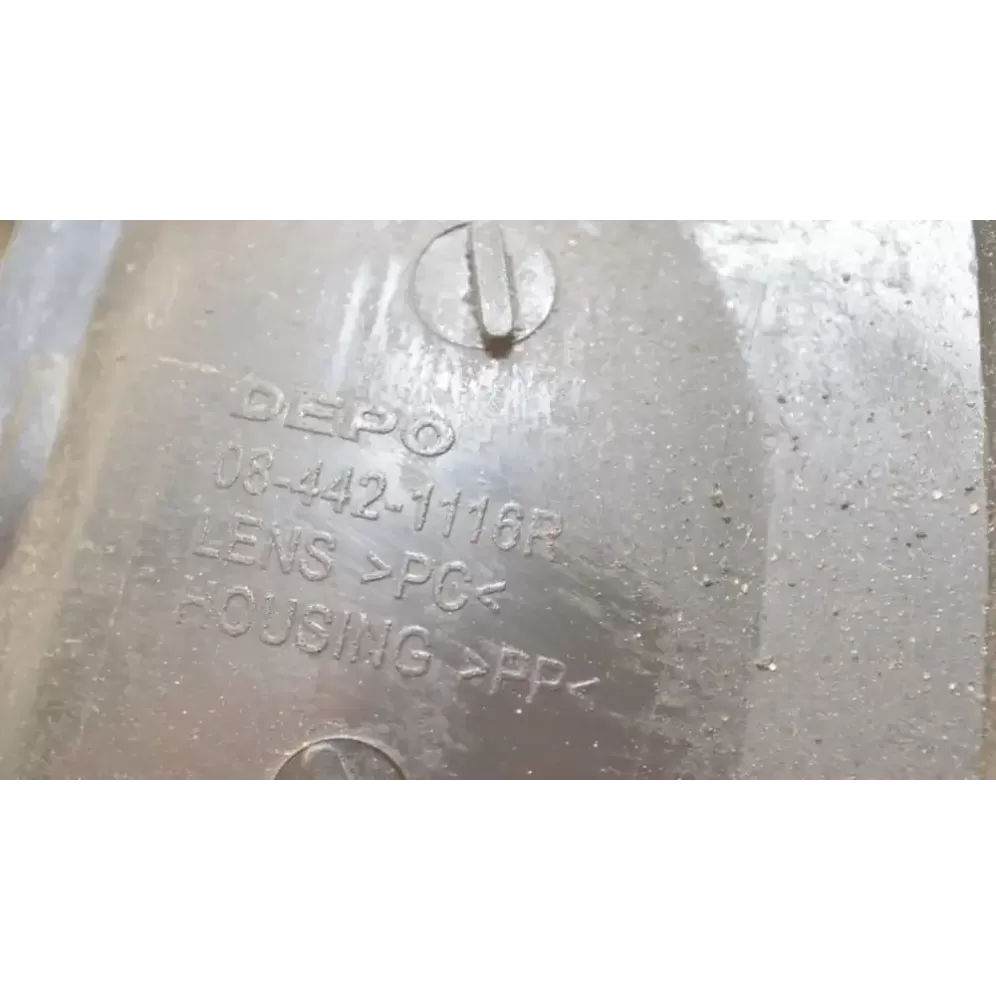 DEPO
08-442-1116R
LENS >PC<
HOUSING >PP<